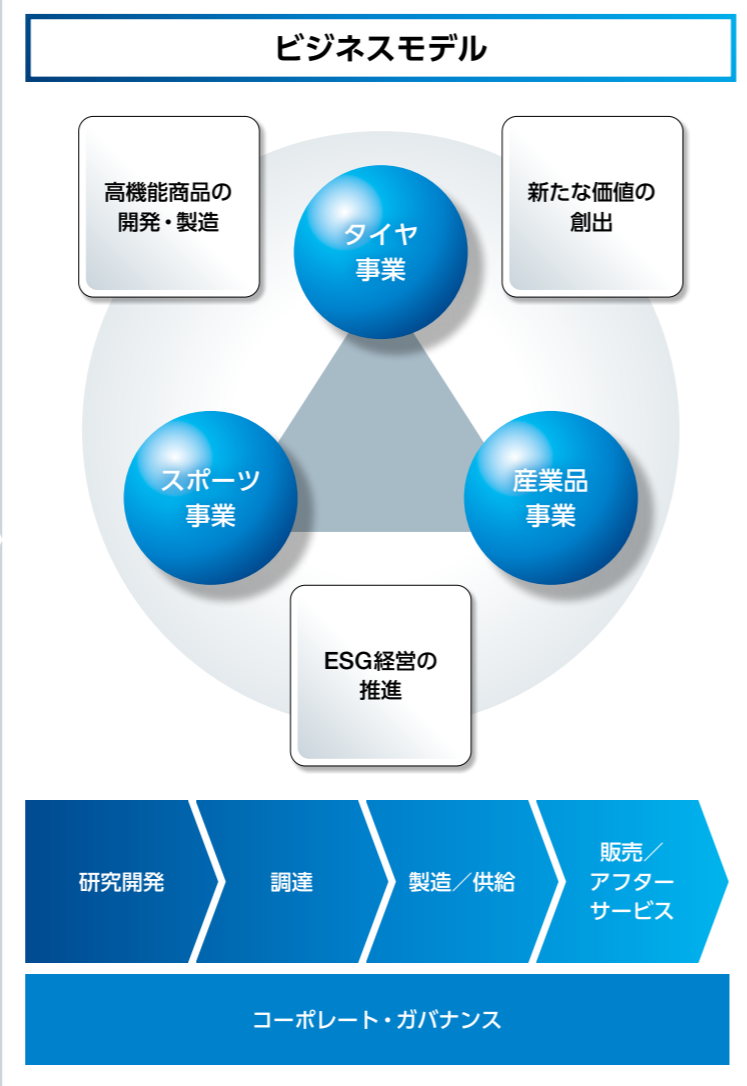 ビジネスモデル
高機能商品の
開発・製造
新たな価値の
創出
タイヤ
事業
スポーツ
事業
産業品
事業
ESG経営の
推進
研究開発
調達
製造／供給
販売／
アフター
サービス
コーポレート・ガバナンス